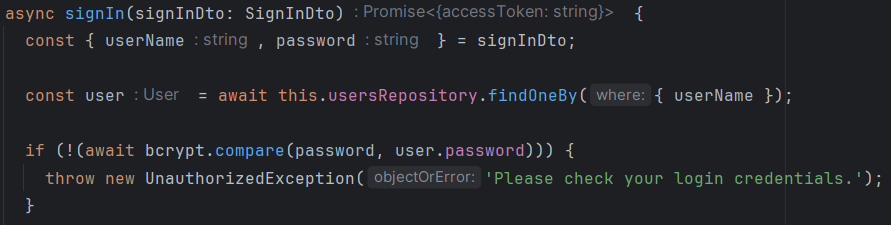 async signIn(signInDto: SignInDto) : Promise<{accessToken: string}> {
const { userName : string , password : string } = signInDto;
const user : User = await this.usersRepository.findOneBy( where: { userName });
if (!(await bcrypt.compare(password, user.password))) {
throw new UnauthorizedException( objectOrError: 'Please check your login credentials.');
}